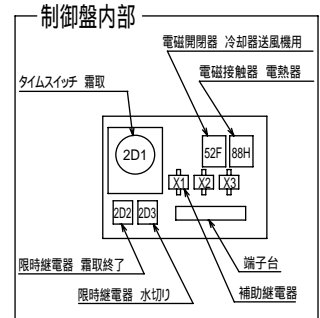 制御盤内部
電磁開閉器 冷却器送風機用
電磁接触器 電熱器
タイムスイッチ 霜取
2D1
52F
88H
X1
X2
X3
2D2
2D3
限時継電器 霜取終了
端子台
限時継電器 水切り
補助継電器